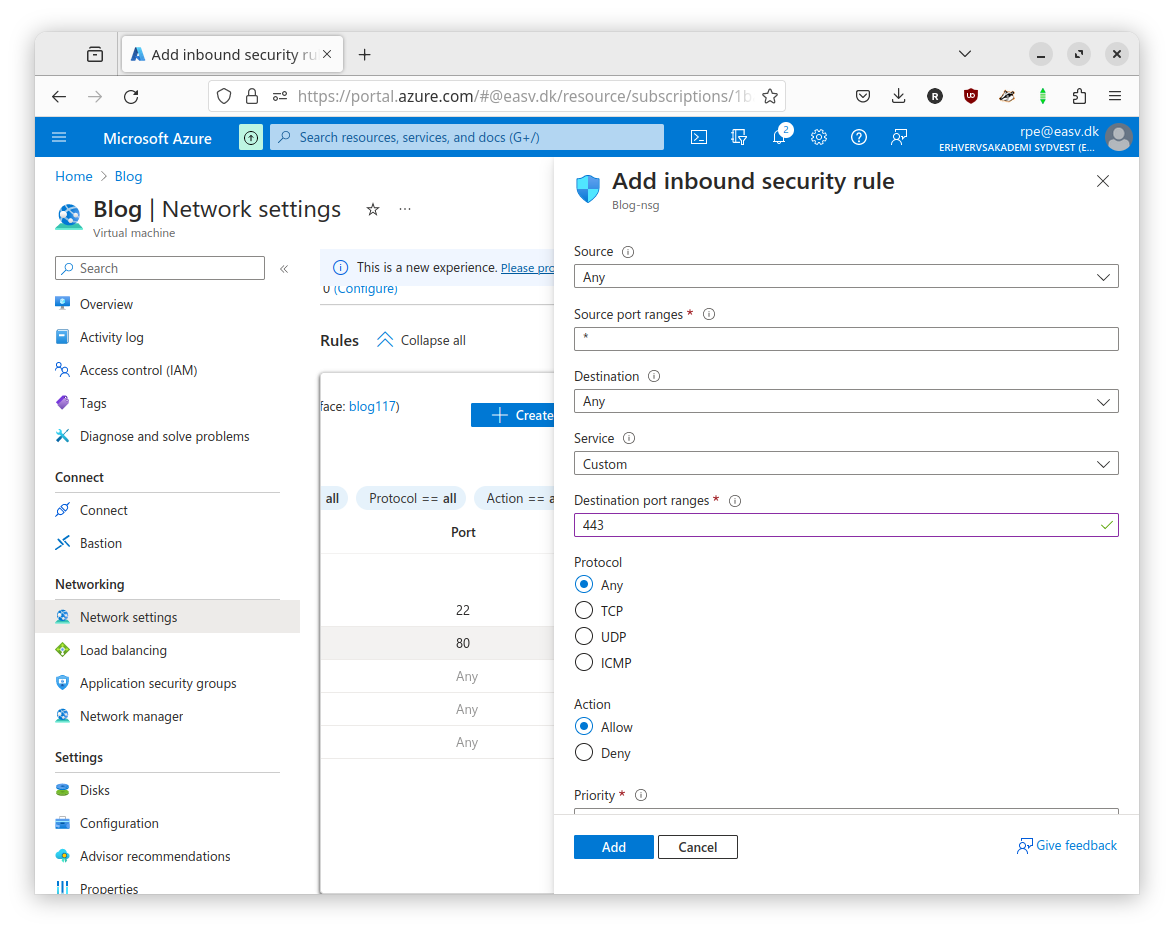 Add inbound security ru
https://portal.azure.com/#@easv.dk/resource/subscriptions/1b
Microsoft Azure
Search resources, services, and docs (G+/)
2
rpe@easv.dk
ERHVERVSAKADEMI SYDVEST (E...
Home > Blog
Blog | Network settings
Virtual machine
Search
Overview
Activity log
Access control (IAM)
Tags
Diagnose and solve problems
Connect
Connect
Bastion
Networking
Network settings
Load balancing
Application security groups
Network manager
Settings
Disks
Configuration
Advisor recommendations
Properties
This is a new experience. Please pro
0 (Configure)
Rules
Collapse all
face: blog117)
Create
all
Protocol == all
Action == a
Port
22
80
Any
Any
Any
Add inbound security rule
Blog-nsg
Source
Any
Source port ranges *
*
Destination
Any
Service
Custom
Destination port ranges *
443
Protocol
Any
TCP
UDP
ICMP
Action
Allow
Deny
Priority *
Add
Cancel
Give feedback